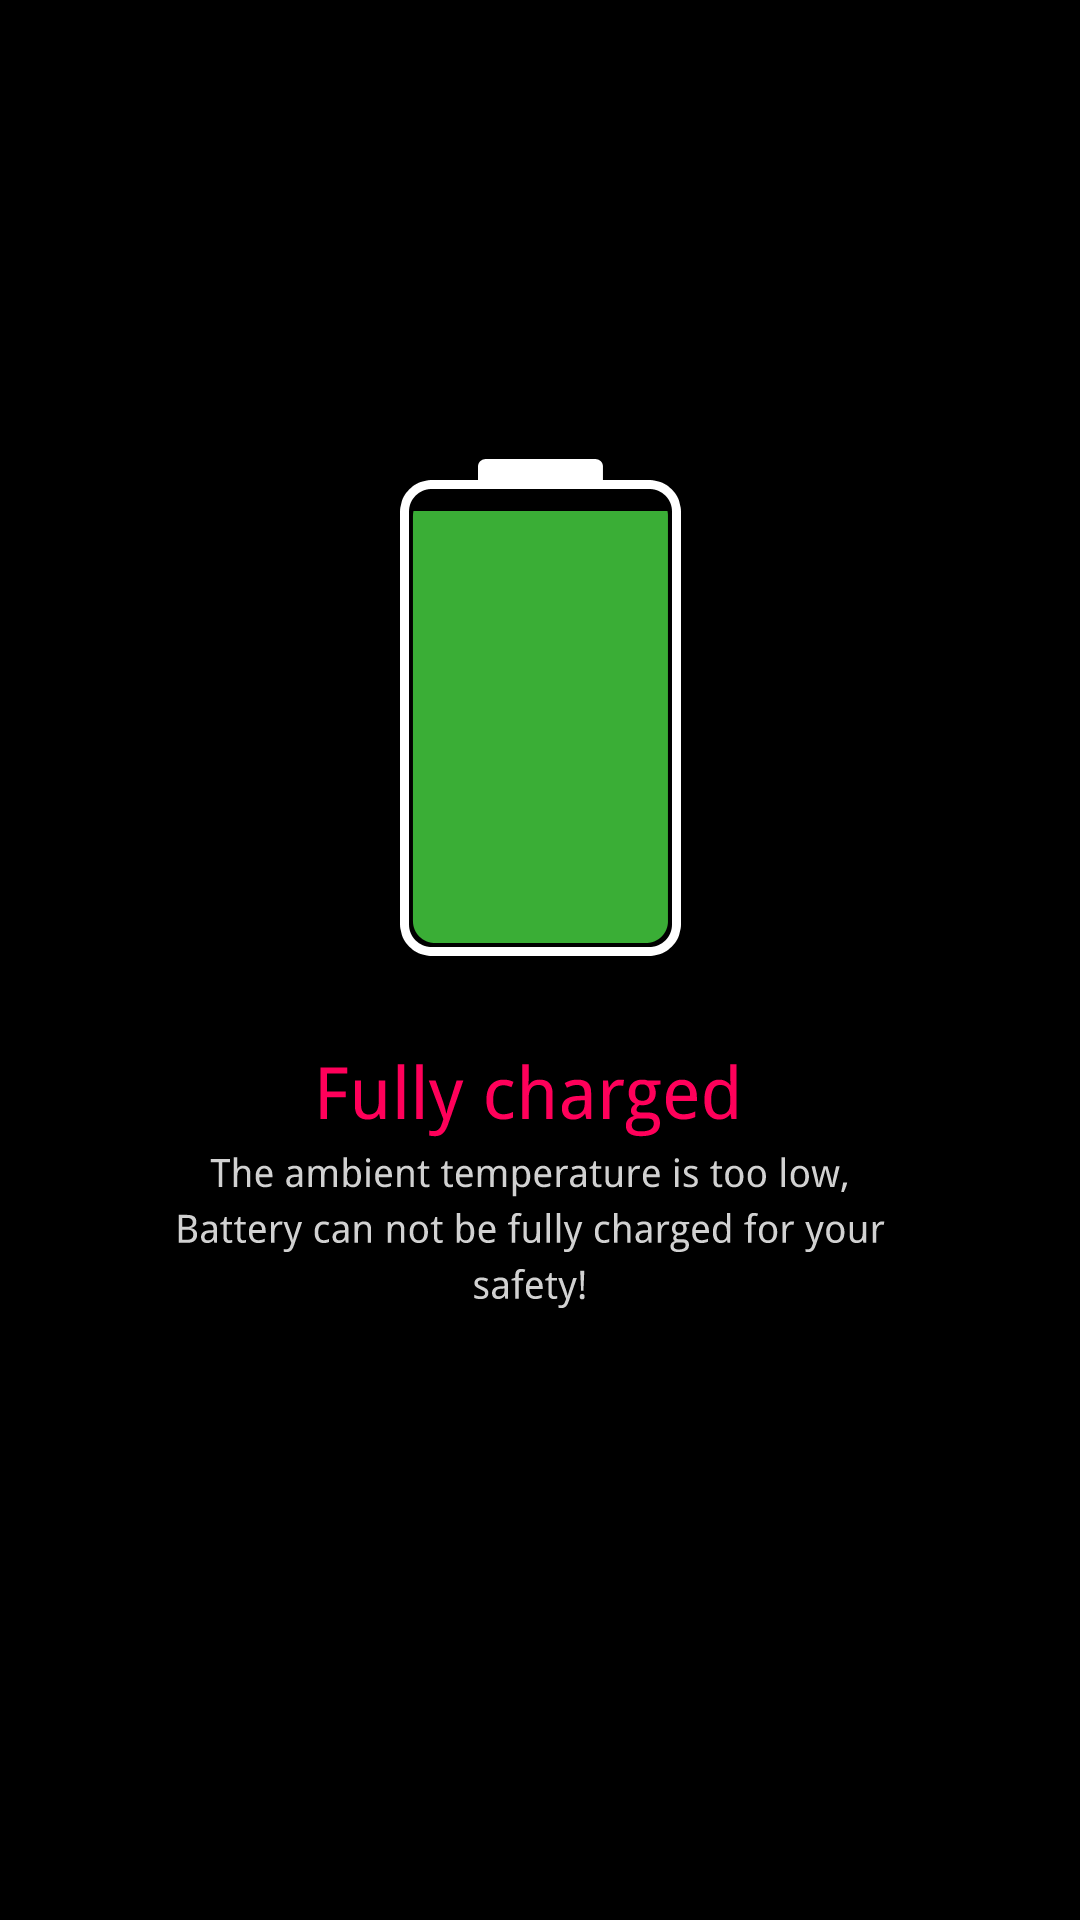 Fully charged
The ambient temperature is too low,
Battery can not be fully charged for your
safety!